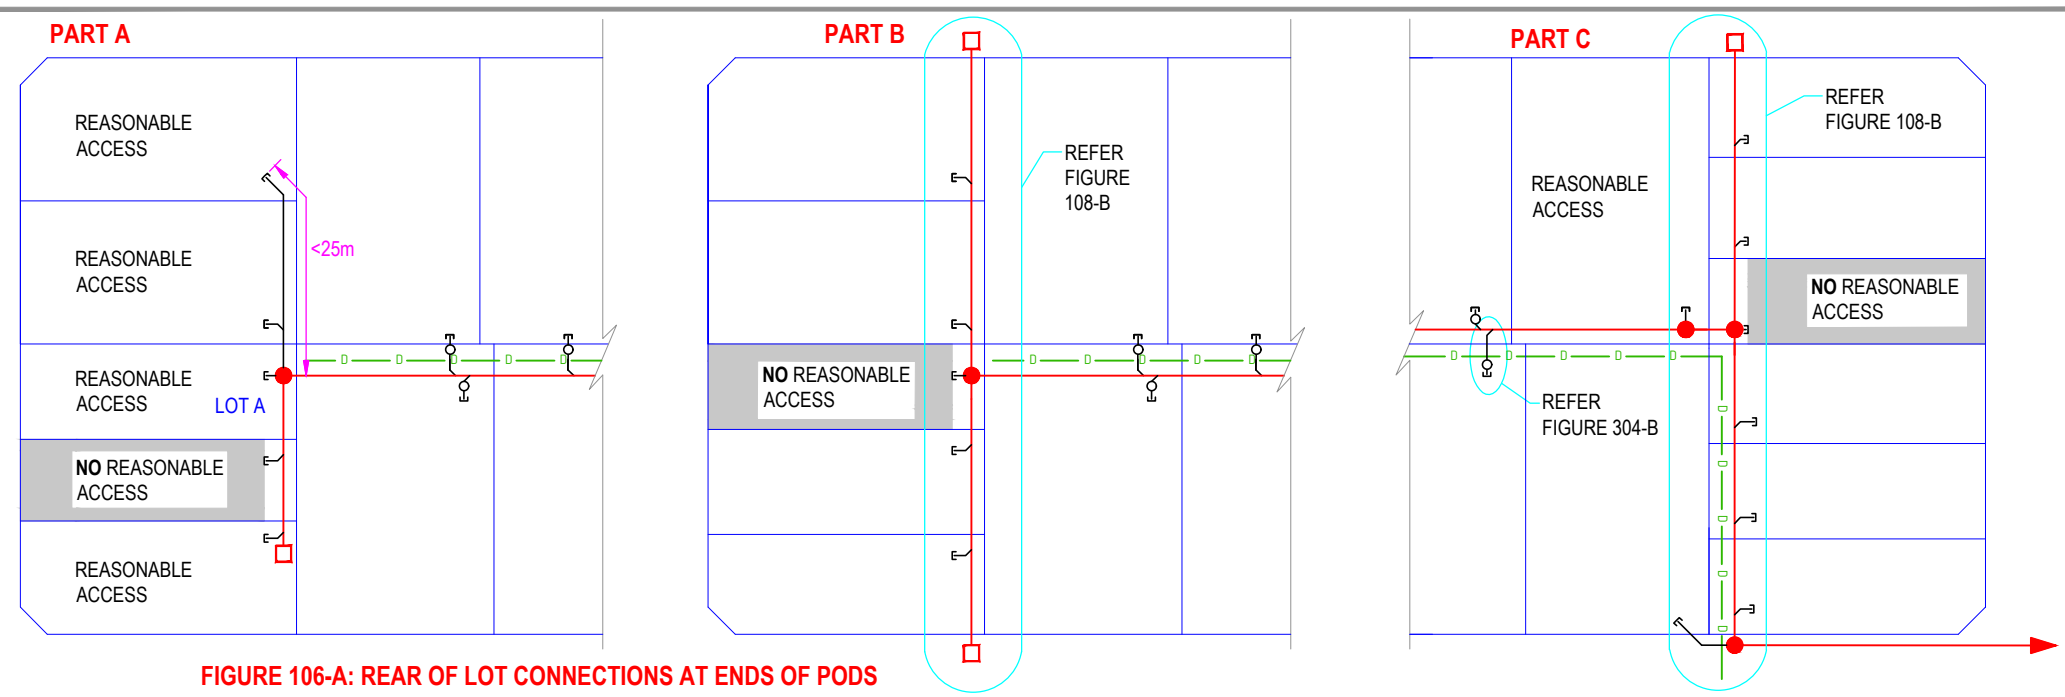 PART A
REASONABLE
ACCESS
REASONABLE
ACCESS
<25m
REASONABLE
ACCESS
LOT A
NO REASONABLE
ACCESS
REASONABLE
ACCESS
D D D D D
PART B
REFER
FIGURE
108-B
NO REASONABLE
ACCESS
D D D D D
PART C
REFER
FIGURE 108-B
REASONABLE
ACCESS
NO REASONABLE
ACCESS
D D D D D
REFER
FIGURE 304-B
D
D
D
D
D
FIGURE 106-A: REAR OF LOT CONNECTIONS AT ENDS OF PODS